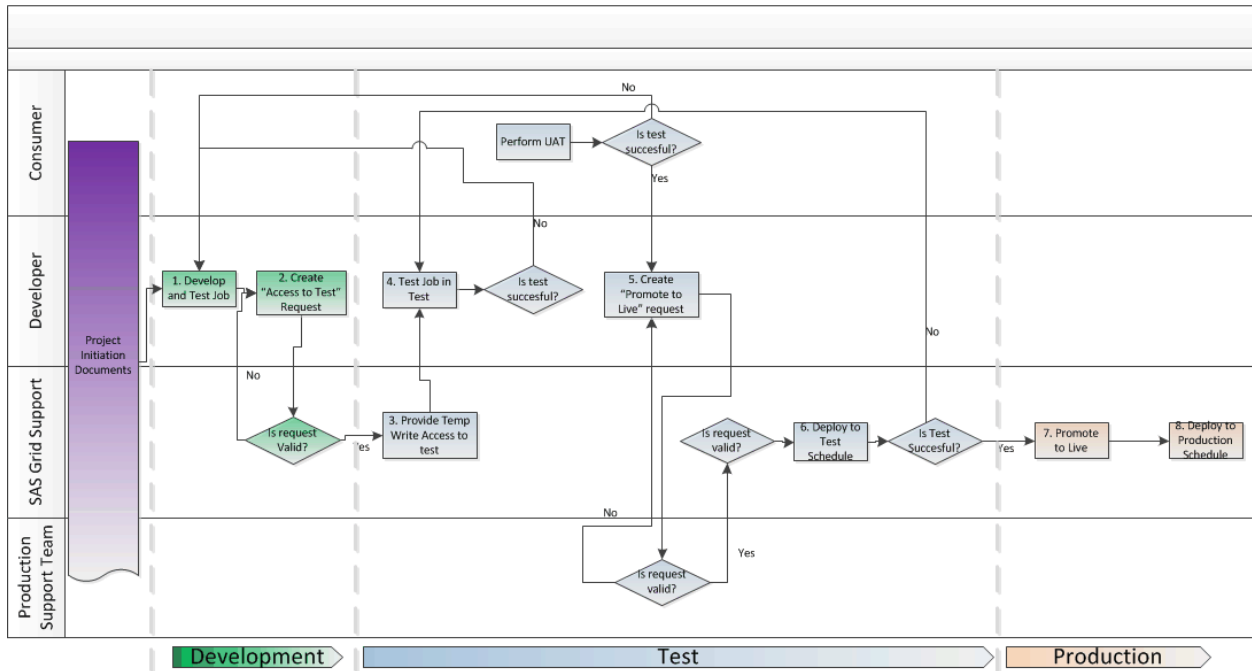 Consumer
Developer
SAS Grid Support
Production
Support Team
Project
Initiation
Documents
No
Perform UAT
Is test
succesful?
Yes
No
1. Develop
and Test Job
2. Create
“Access to Test”
Request
4. Test Job in
Test
Is test
succesful?
5. Create
“Promote to
Live” request
No
No
Is request
Valid?
Yes
3. Provide Temp
Write Access to
test
Is request
valid?
6. Deploy to
Test
Schedule
Is Test
Succesful?
Yes
7. Promote
to Live
8. Deploy to
Production
Schedule
No
Yes
Is request
valid?
Development
Test
Production